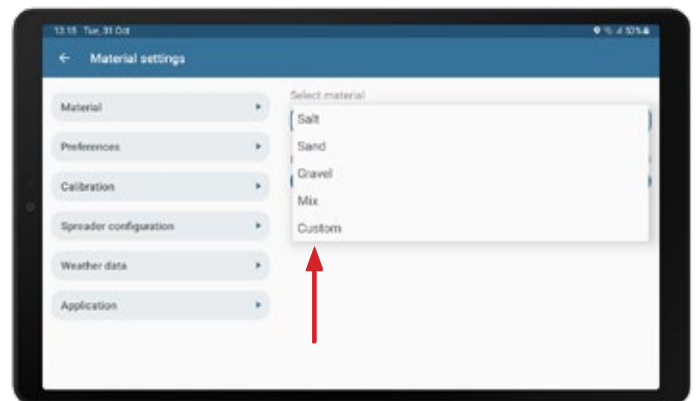 13.15 Tue, 31 Oct
← Material settings
Material
Preferences
Calibration
Spreader configuration
Weather data
Application
Select material
Salt
Sand
Gravel
Mix
Custom